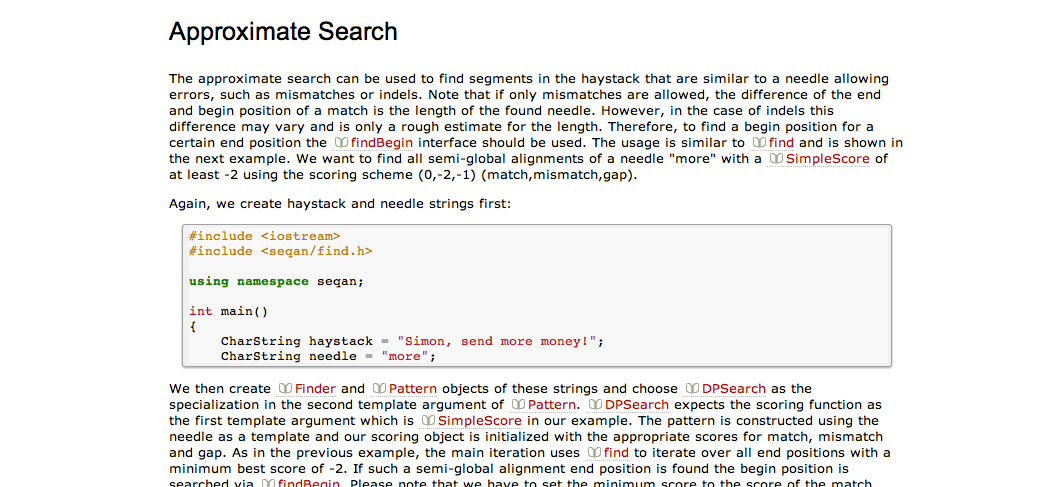 Approximate Search
The approximate search can be used to find segments in the haystack that are similar to a needle allowing
errors, such as mismatches or indels. Note that if only mismatches are allowed, the difference of the end
and begin position of a match is the length of the found needle. However, in the case of indels this
difference may vary and is only a rough estimate for the length. Therefore, to find a begin position for a
certain end position the findBegin interface should be used. The usage is similar to find and is shown in
the next example. We want to find all semi-global alignments of a needle "more" with a SimpleScore of
at least -2 using the scoring scheme (0,-2,-1) (match,mismatch,gap).
Again, we create haystack and needle strings first:
#include <iostream>
#include <seqan/find.h>
using namespace seqan;
int main()
{
    CharString haystack = "Simon, send more money!";
    CharString needle = "more";
We then create Finder and Pattern objects of these strings and choose DPSearch as the
specialization in the second template argument of Pattern. DPSearch expects the scoring function as
the first template argument which is SimpleScore in our example. The pattern is constructed using the
needle as a template and our scoring object is initialized with the appropriate scores for match, mismatch
and gap. As in the previous example, the main iteration uses find to iterate over all end positions with a
minimum best score of -2. If such a semi-global alignment end position is found the begin position is
searched via findBegin. Please note that we have to set the minimum score to the score of the match